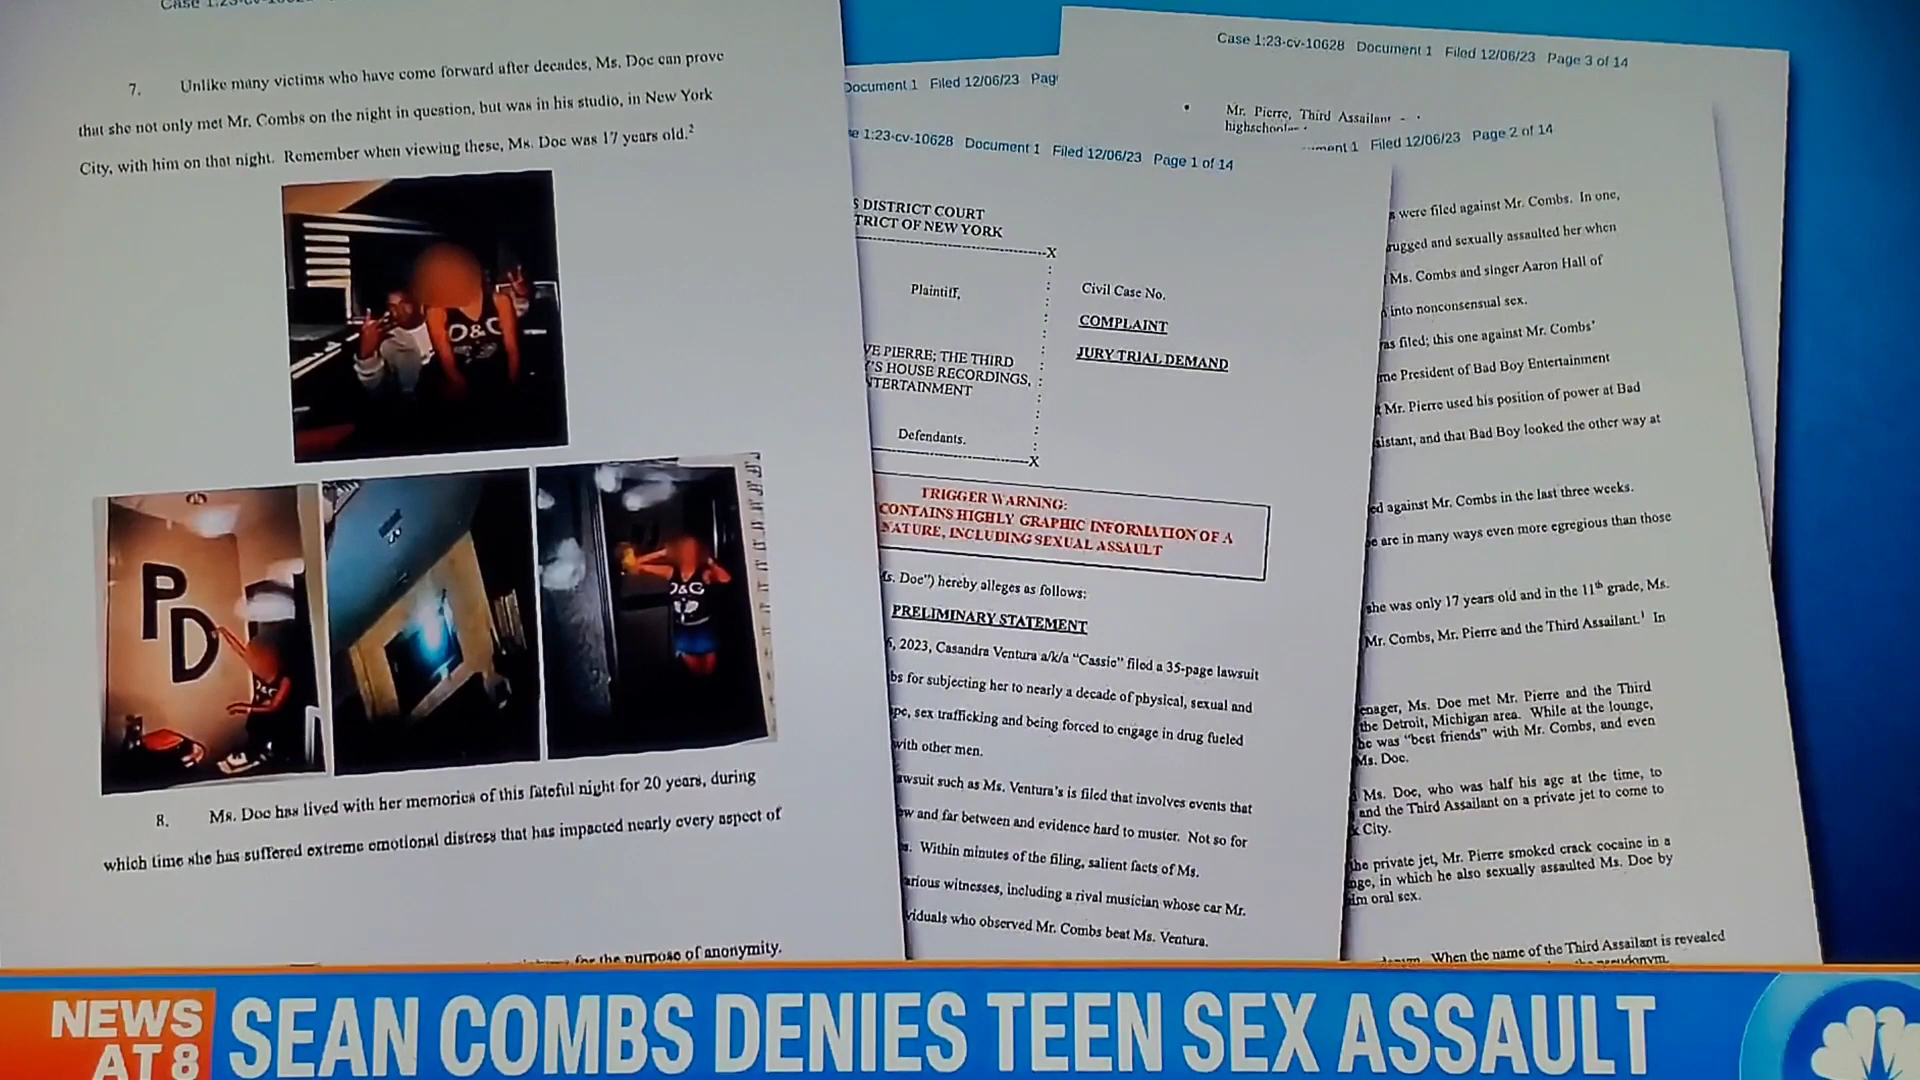 7. Unlike many victims who have come forward after decades, Ms. Doe can prove
that she not only met Mr. Combs on the night in question, but was in his studio, in New York
City, with him on that night. Remember when viewing these, Ms. Doe was 17 years old.2
D&G
PD
D&G
8. Ms. Doe has lived with her memories of this fateful night for 20 years, during
which time she has suffered extreme emotional distress that has impacted nearly every aspect of
for the purpose of anonymity.
Document 1 Filed 12/06/23
1:23-cv-10628 Document 1 Filed 12/06/23 Page 1 of 14
DISTRICT COURT
OF NEW YORK
X
Plaintiff,
PIERRE; THE THIRD
HOUSE RECORDINGS,
Defendants.
X
Civil Case No.
COMPLAINT
JURY TRIAL DEMAND
TRIGGER WARNING:
CONTAINS HIGHLY GRAPHIC INFORMATION OF A
NATURE, INCLUDING SEXUAL ASSAULT
Doe") hereby alleges as follows:
PRELIMINARY STATEMENT
2023, Casandra Ventura a/k/a "Cassie" filed a 35-page lawsuit
for subjecting her to nearly a decade of physical, sexual and
sex trafficking and being forced to engage in drug fueled
with other men.
such as Ms. Ventura's is filed that involves events that
and far between and evidence hard to muster. Not so for
Within minutes of the filing, salient facts of Ms.
witnesses, including a rival musician whose car Mr.
who observed Mr. Combs beat Ms. Ventura.
Case 1:23-cv-10628 Document 1 Filed 12/06/23 Page 3 of 14
• Mr. Pierre, Third Assailant
1 Filed 12/06/23 Page 2 of 14
were filed against Mr. Combs. In one,
and sexually assaulted her when
Ms. Combs and singer Aaron Hall of
into nonconsensual sex.
filed; this one against Mr. Combs'
President of Bad Boy Entertainment
Mr. Pierre used his position of power at Bad
and that Bad Boy looked the other way at
against Mr. Combs in the last three weeks.
are in many ways even more egregious than those
she was only 17 years old and in the 11th grade, Ms.
Mr. Combs, Mr. Pierre and the Third Assailant.1 In
Ms. Doe met Mr. Pierre and the Third
the Detroit, Michigan area. While at the lounge,
he was "best friends" with Mr. Combs, and even
Ms. Doe.
Ms. Doe, who was half his age at the time, to
and the Third Assailant on a private jet to come to
City.
the private jet, Mr. Pierre smoked crack cocaine in a
in which he also sexually assaulted Ms. Doe by
oral sex.
When the name of the Third Assailant is revealed
NEWS
AT 8
SEAN COMBS DENIES TEEN SEX ASSAULT